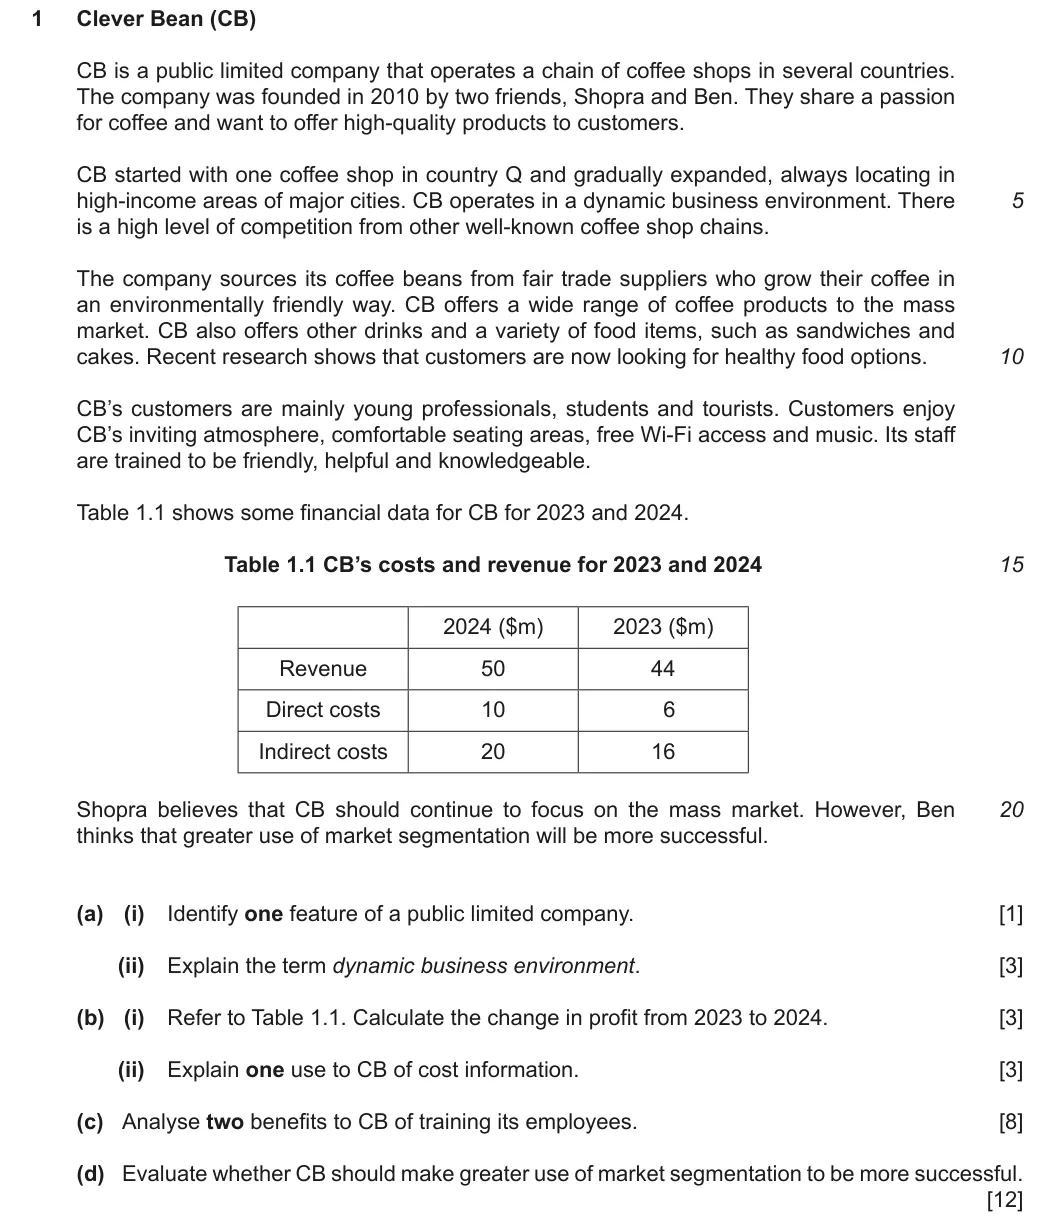 1 Clever Bean (CB)
CB is a public limited company that operates a chain of coffee shops in several countries.
The company was founded in 2010 by two friends, Shopra and Ben. They share a passion
for coffee and want to offer high-quality products to customers.
CB started with one coffee shop in country Q and gradually expanded, always locating in
high-income areas of major cities. CB operates in a dynamic business environment. There 5
is a high level of competition from other well-known coffee shop chains.
The company sources its coffee beans from fair trade suppliers who grow their coffee in
an environmentally friendly way. CB offers a wide range of coffee products to the mass
market. CB also offers other drinks and a variety of food items, such as sandwiches and
cakes. Recent research shows that customers are now looking for healthy food options. 10
CB’s customers are mainly young professionals, students and tourists. Customers enjoy
CB’s inviting atmosphere, comfortable seating areas, free Wi-Fi access and music. Its staff
are trained to be friendly, helpful and knowledgeable.
Table 1.1 shows some financial data for CB for 2023 and 2024.
Table 1.1 CB’s costs and revenue for 2023 and 2024 15
2024 ($m) 2023 ($m)
Revenue 50 44
Direct costs 10 6
Indirect costs 20 16
Shopra believes that CB should continue to focus on the mass market. However, Ben 20
thinks that greater use of market segmentation will be more successful.
(a) (i) Identify one feature of a public limited company. [1]
(ii) Explain the term dynamic business environment. [3]
(b) (i) Refer to Table 1.1. Calculate the change in profit from 2023 to 2024. [3]
(ii) Explain one use to CB of cost information. [3]
(c) Analyse two benefits to CB of training its employees. [8]
(d) Evaluate whether CB should make greater use of market segmentation to be more successful.
[12]